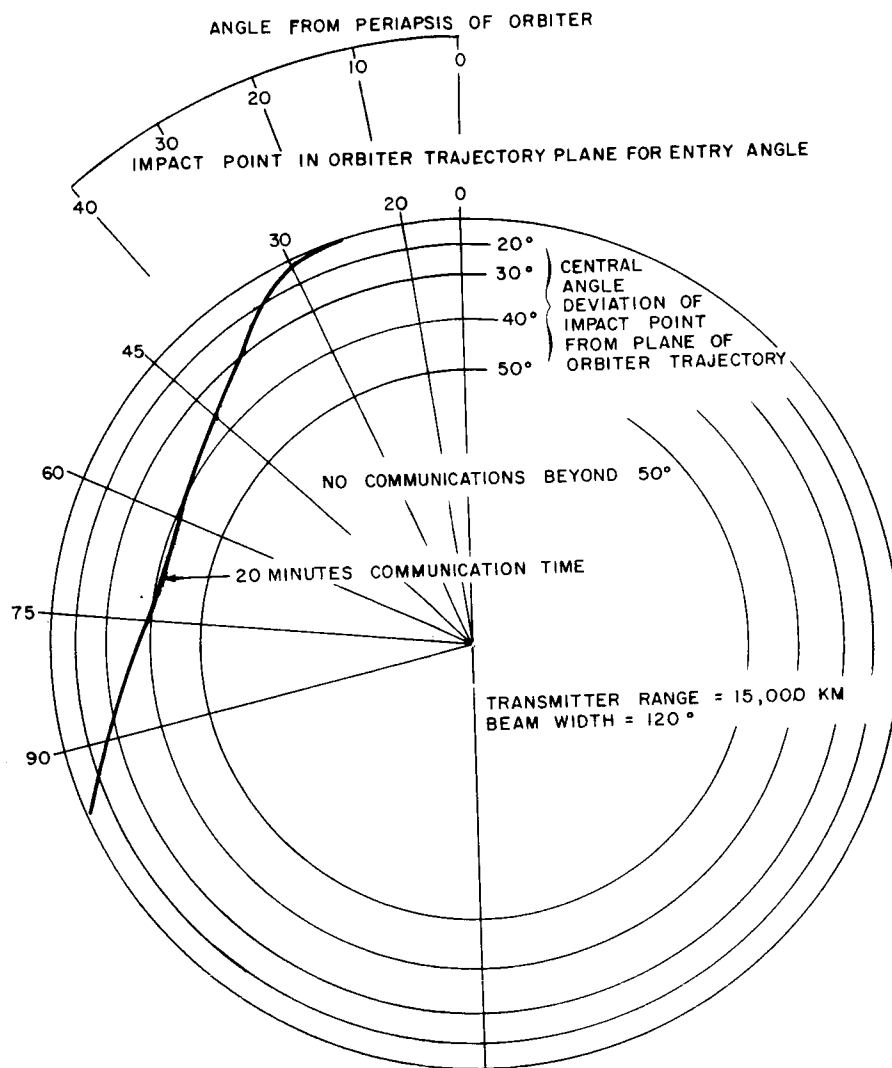 ANGLE FROM PERIAPSIS OF ORBITER
0
10
20
30
40
IMPACT POINT IN ORBITER TRAJECTORY PLANE FOR ENTRY ANGLE
0
20
30
45
60
75
90
20°
30°
40°
50°
CENTRAL
ANGLE
DEVIATION OF
IMPACT POINT
FROM PLANE OF
ORBITER TRAJECTORY
NO COMMUNICATIONS BEYOND 50°
20 MINUTES COMMUNICATION TIME
TRANSMITTER RANGE = 15,000 KM
BEAM WIDTH = 120°